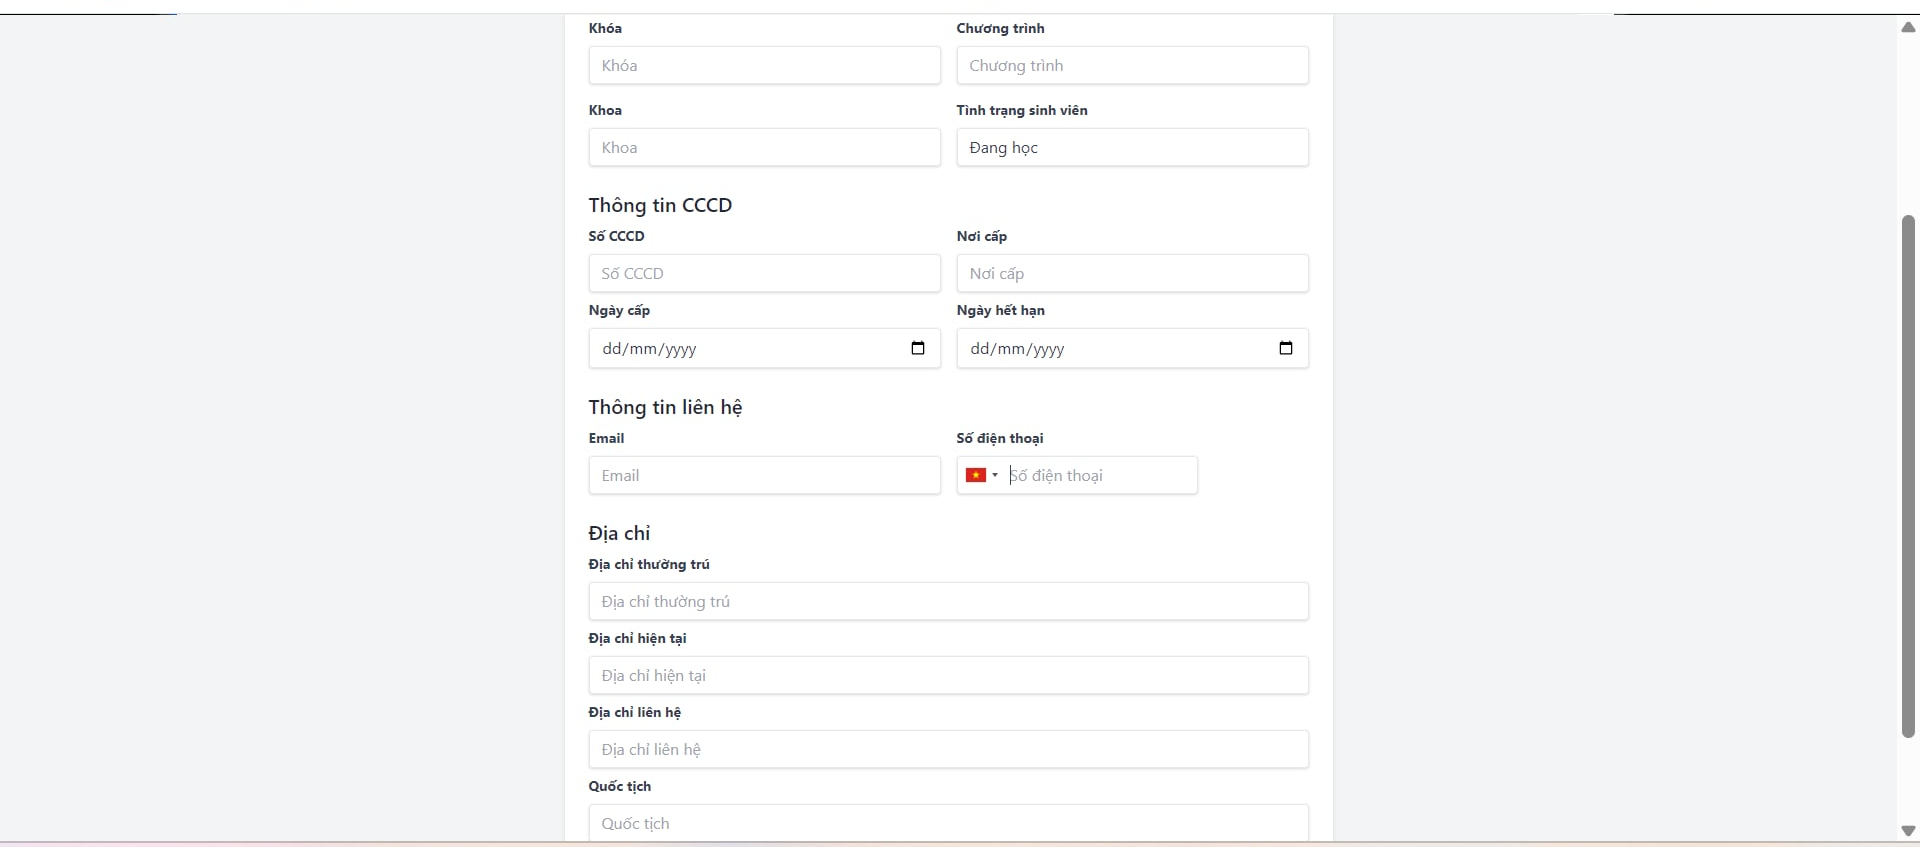 Khóa Chương trình
Khóa Chương trình
Khoa Tình trạng sinh viên
Khoa Đang học
Thông tin CCCD
Số CCCD Nơi cấp
Số CCCD Nơi cấp
Ngày cấp Ngày hết hạn
dd/mm/yyyy dd/mm/yyyy
Thông tin liên hệ
Email Số điện thoại
Email Số điện thoại
Địa chỉ
Địa chỉ thường trú
Địa chỉ thường trú
Địa chỉ hiện tại
Địa chỉ hiện tại
Địa chỉ liên hệ
Địa chỉ liên hệ
Quốc tịch
Quốc tịch